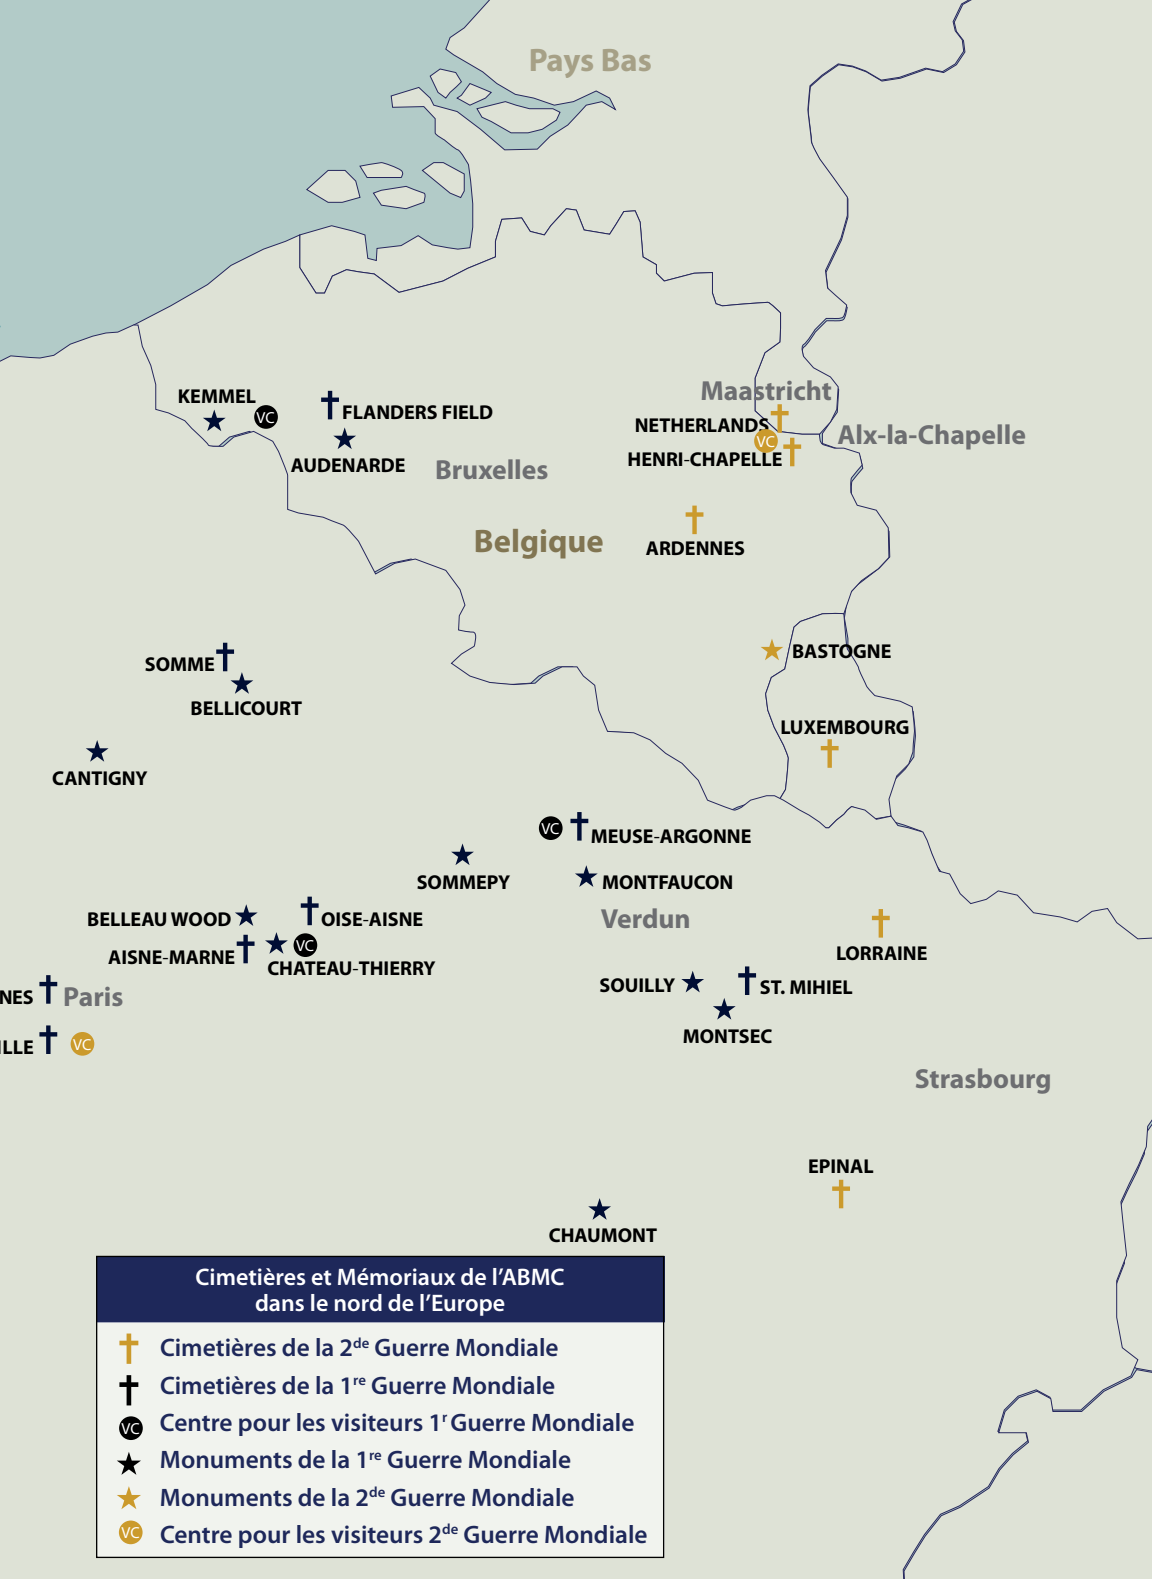 Pays Bas
KEMMEL
VC
FLANDERS FIELD
AUDENARDE
Bruxelles
Maastricht
NETHERLANDS
VC
HENRI-CHAPELLE
Alx-la-Chapelle
Belgique
ARDENNES
BASTOGNE
SOMME
BELLICOURT
LUXEMBOURG
CANTIGNY
VC
MEUSE-ARGONNE
SOMMEPY
MONTFAUCON
BELLEAU WOOD
OISE-AISNE
Verdun
AISNE-MARNE
VC
CHATEAU-THIERRY
LORRAINE
NES
Paris
SOUILLY
ST. MIHIEL
MONTSEC
ILLE
VC
Strasbourg
EPINAL
CHAUMONT
Cimetières et Mémoriaux de l'ABMC
dans le nord de l'Europe
Cimetières de la 2de Guerre Mondiale
Cimetières de la 1re Guerre Mondiale
VC Centre pour les visiteurs 1r Guerre Mondiale
Monuments de la 1re Guerre Mondiale
Monuments de la 2de Guerre Mondiale
VC Centre pour les visiteurs 2de Guerre Mondiale